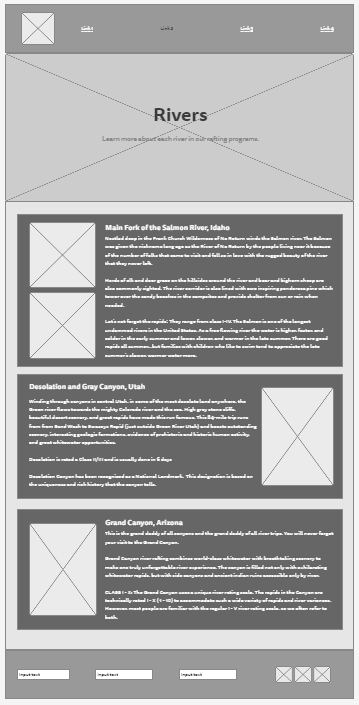 Link1
Link2
Link3
Link4
Rivers
Learn more about each river in our rafting programs.
Main Fork of the Salmon River, Idaho
Nestled deep in the Frank Church Wilderness of No Return winds the Salmon river. The Salmon
was given the nickname long ago as the River of No Return by the people living near it because
of the number of folks that came to visit and fell so in love with the rugged beauty of the river
that they never left.
Herds of elk and deer graze on the hillsides around the river and bear and bighorn sheep are
also commonly sighted. The river corridor is also lined with awe inspiring ponderosa pine which
tower over the sandy beaches in the campsites and provide shelter from sun or rain when
needed.
Let's not forget the rapids: They range from class I-IV. The Salmon is one of the longest
undammed rivers in the United States. As a free flowing river the water is higher, faster, and
colder in the early summer and lower, slower, and warmer in the late summer. There are good
rapids all summer...but families with children who like to swim tend to appreciate the late
summer's slower, warmer water more.
Desolation and Gray Canyon, Utah
Winding through canyons in central Utah, in some of the most desolate land anywhere, the
Green river flows towards the mighty Colorado river and the sea. High gray stone cliffs,
beautiful desert scenery, and great rapids have made this run famous. This 86-mile trip runs
from from Sand Wash to Swaseys Rapid (just outside Green River Utah) and boasts outstanding
scenery, interesting geologic formations, evidence of prehistoric and historic human activity,
and great whitewater opportunities.
Desolation is rated a Class II/III and is usually done in 5 days
Desolation Canyon has been recognized as a National Landmark. This designation is based on
the uniqueness and rich history that the canyon tells.
Grand Canyon, Arizona
This is the grand daddy of all canyons and the grand daddy of all river trips. You will never forget
your visit to the Grand Canyon.
Grand Canyon river rafting combines world-class whitewater with breathtaking scenery to
make one truly unforgettable river experience. The canyon is filled not only with exhilarating
whitewater rapids, but with side canyons and ancient indian ruins accessible only by river.
CLASS I - X: The Grand Canyon uses a unique river rating scale. The rapids in the Canyon are
technically rated I - X (1 - 10) to accommodate such a wide variety of rapids and river variances.
However, most people are familiar with the regular I - V river rating scale, so we often refer to
both.
Input text
Input text
Input text